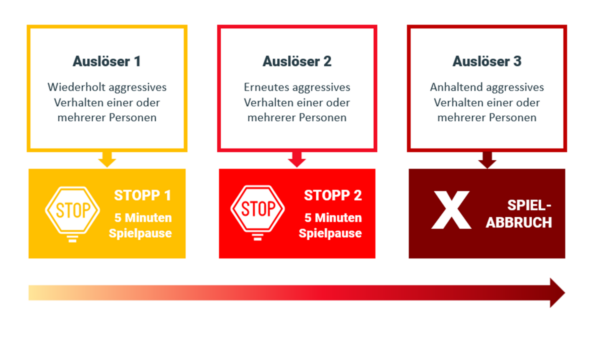 Auslöser 1
Wiederholt aggressives
Verhalten einer oder
mehrerer Personen
STOP
STOPP 1
5 Minuten
Spielpause
Auslöser 2
Erneutes aggressives
Verhalten einer oder
mehrerer Personen
STOP
STOPP 2
5 Minuten
Spielpause
Auslöser 3
Anhaltend aggressives
Verhalten einer oder
mehrerer Personen
X
SPIEL-
ABBRUCH